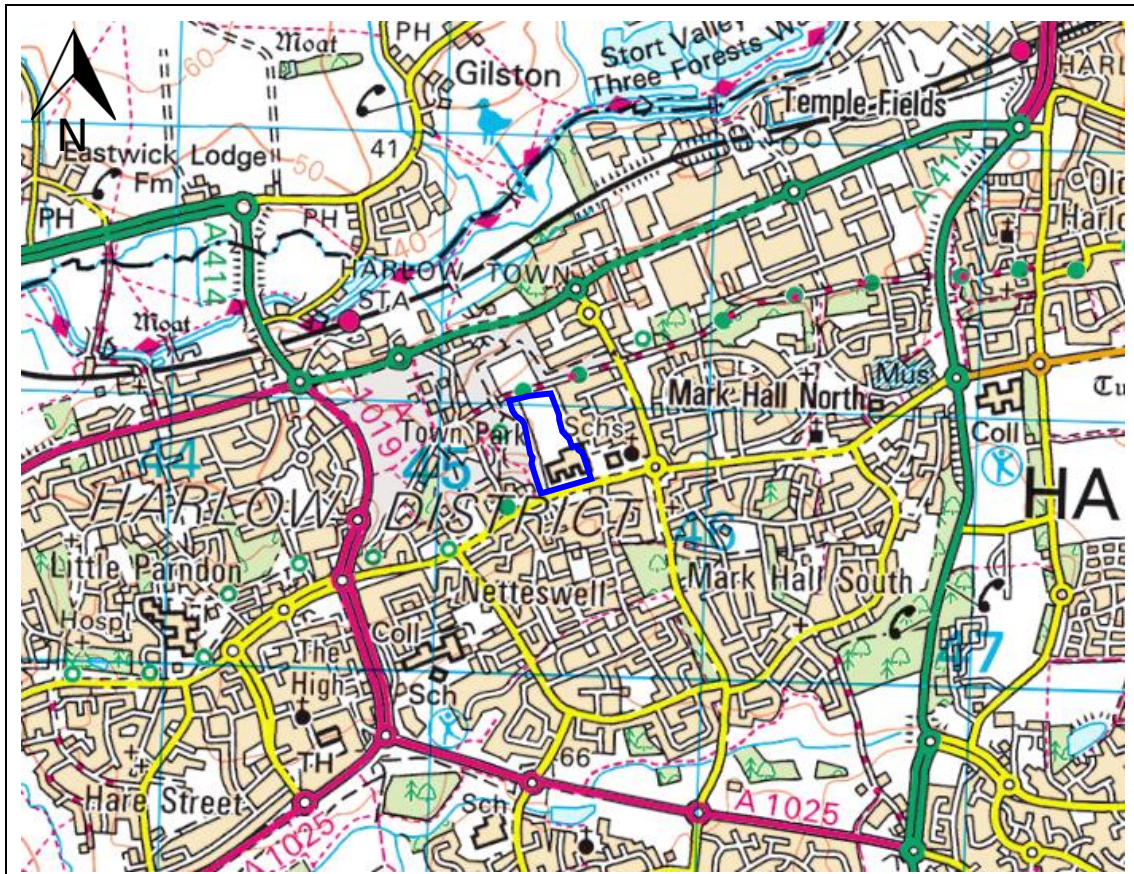 PH
Moat
60
Gilston
Stort Valley
Three Forests W
HARL
Temple Fields
N
Eastwick Lodge
Fm
50
41
PH
PH
A 414
Old
Harlo
A 414
40
HARLOW TOWN
STA
Moat
Mus
Mark Hall North
Tu
A
1019
Town Park
Schs
Coll
44
45
HARLOW DISTRICT
HA
46
Little Parndon
Netteswell
Mark Hall South
Hospl
Coll
47
The
High
Sch
TH
66
Hare Street
Sch
A 1025
A 1025